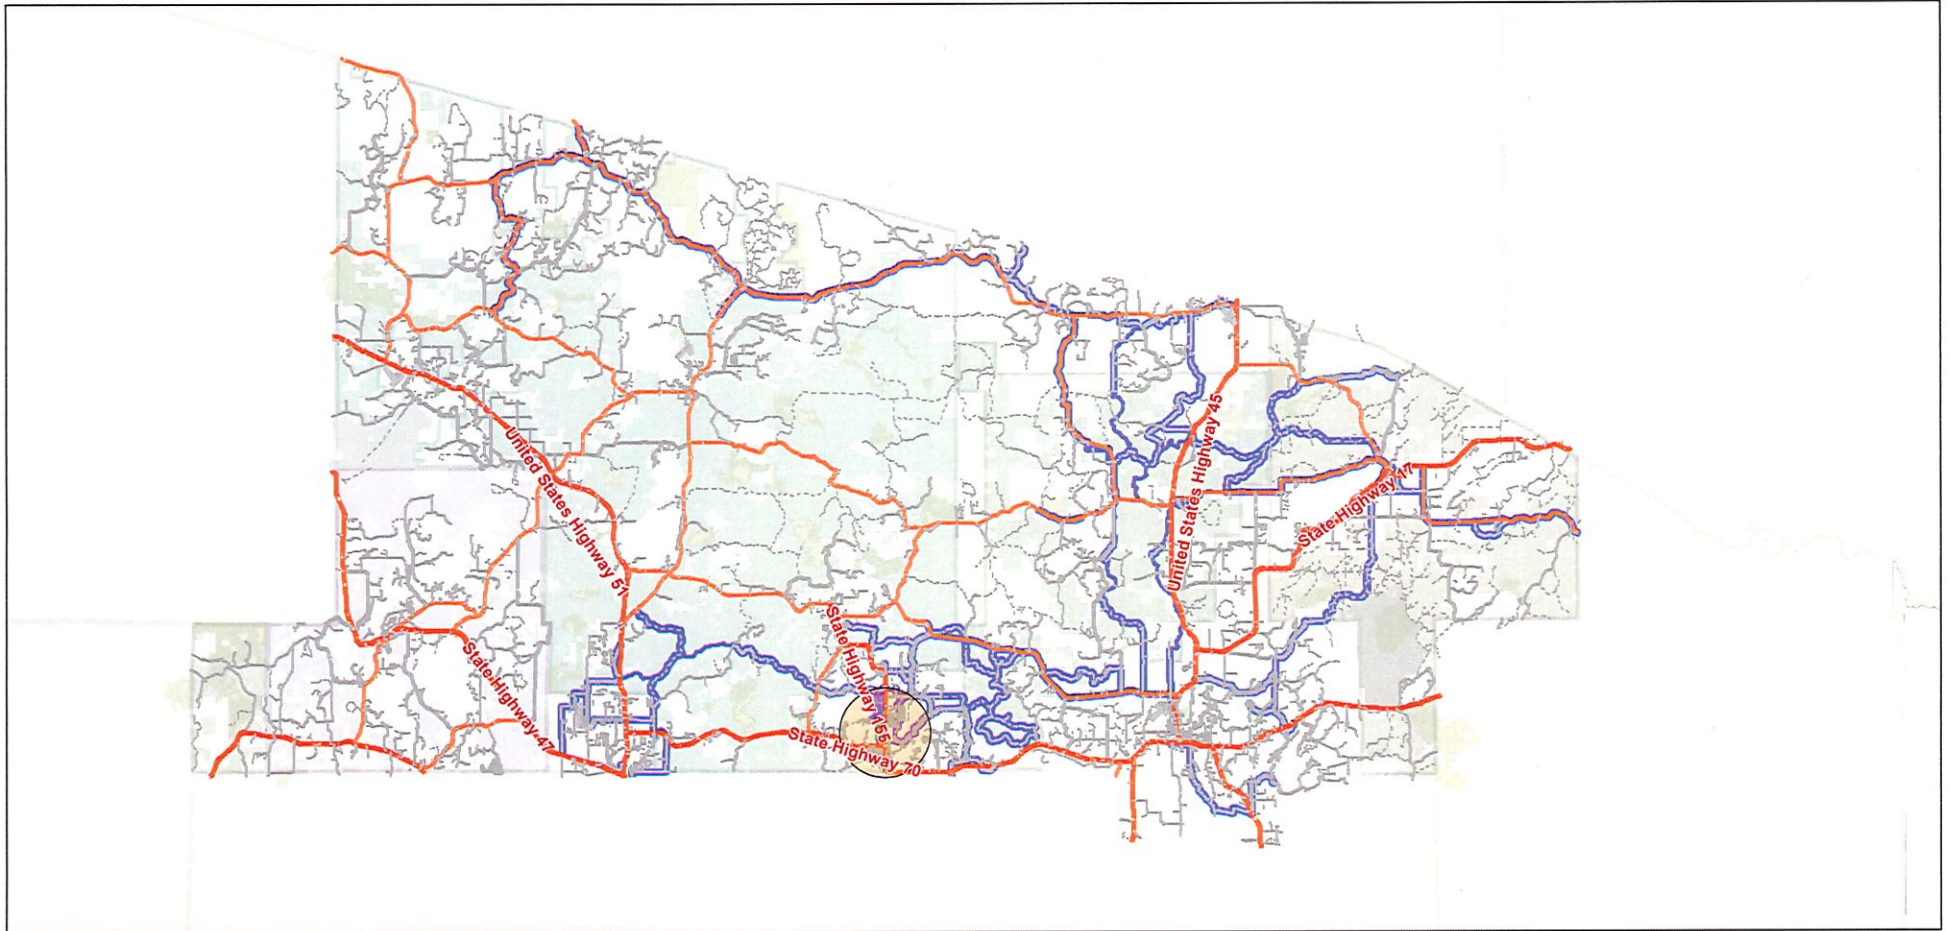 United States Highway 45
United States Highway 51
State Highway 17
State Highway 155
State Highway 47
State Highway 70